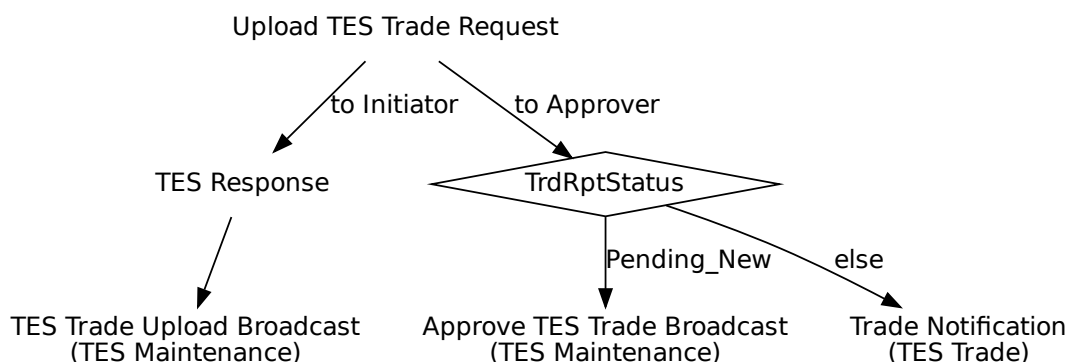 Upload TES Trade Request
to Initiator
to Approver
TES Response
TrdRptStatus
Pending_New
else
TES Trade Upload Broadcast
(TES Maintenance)
Approve TES Trade Broadcast
(TES Maintenance)
Trade Notification
(TES Trade)